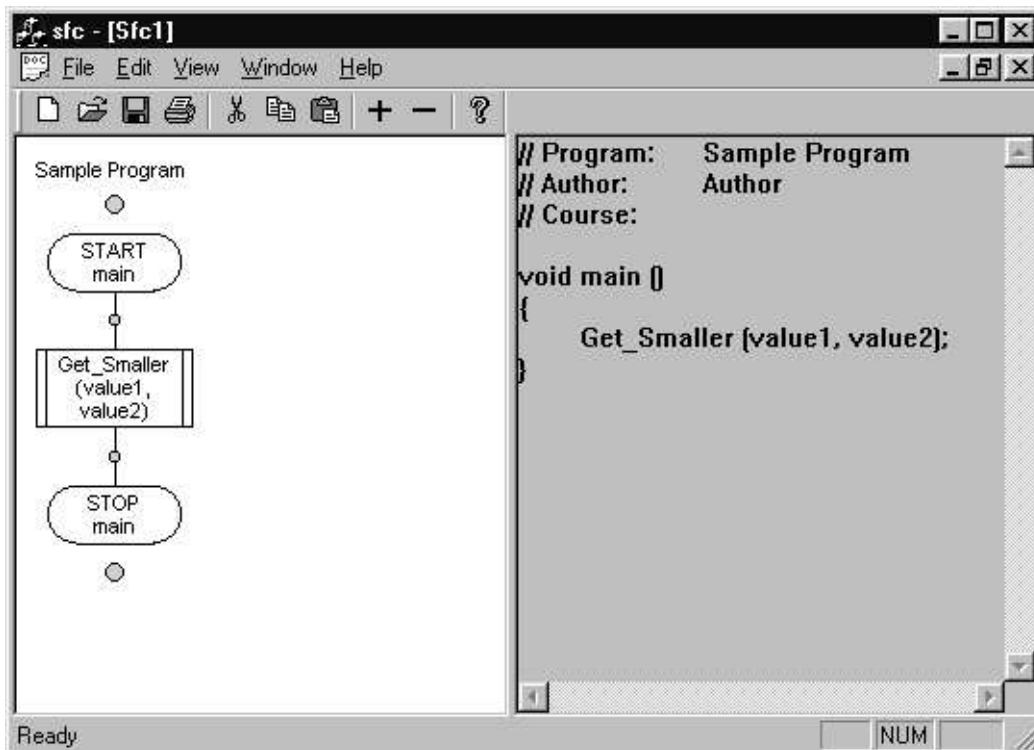 sfc - [Sfc1]
File Edit View Window Help
Sample Program
START
main
Get_Smaller
(value1,
value2)
STOP
main
// Program: Sample Program
// Author: Author
// Course:
void main ()
{
Get_Smaller (value1, value2);
}
Ready
NUM